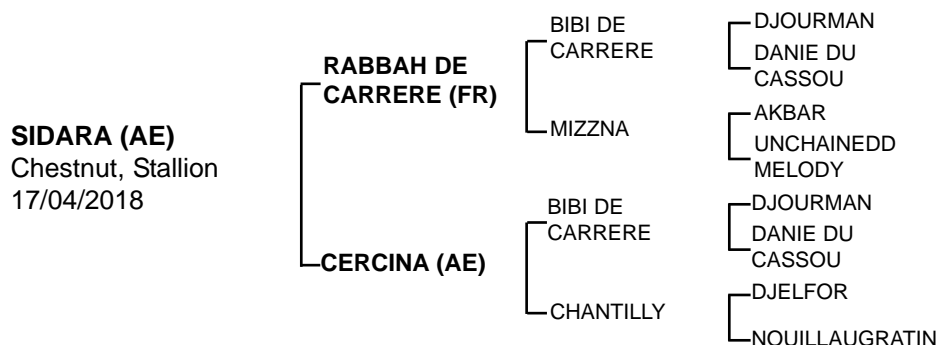 SIDARA (AE)
Chestnut, Stallion
17/04/2018
RABBAH DE
CARRERE (FR)
CERCINA (AE)
BIBI DE
CARRERE
MIZZNA
BIBI DE
CARRERE
CHANTILLY
DJOURMAN
DANIE DU
CASSOU
AKBAR
UNCHAINEDD
MELODY
DJOURMAN
DANIE DU
CASSOU
DJELFOR
NOUILLAUGRATIN